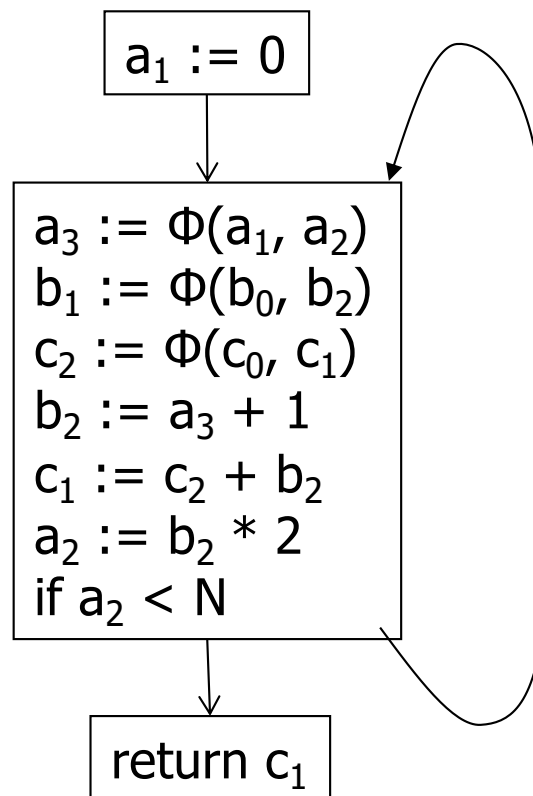 a₁ := 0
a₃ := Φ(a₁, a₂)
b₁ := Φ(b₀, b₂)
c₂ := Φ(c₀, c₁)
b₂ := a₃ + 1
c₁ := c₂ + b₂
a₂ := b₂ * 2
if a₂ < N
return c₁